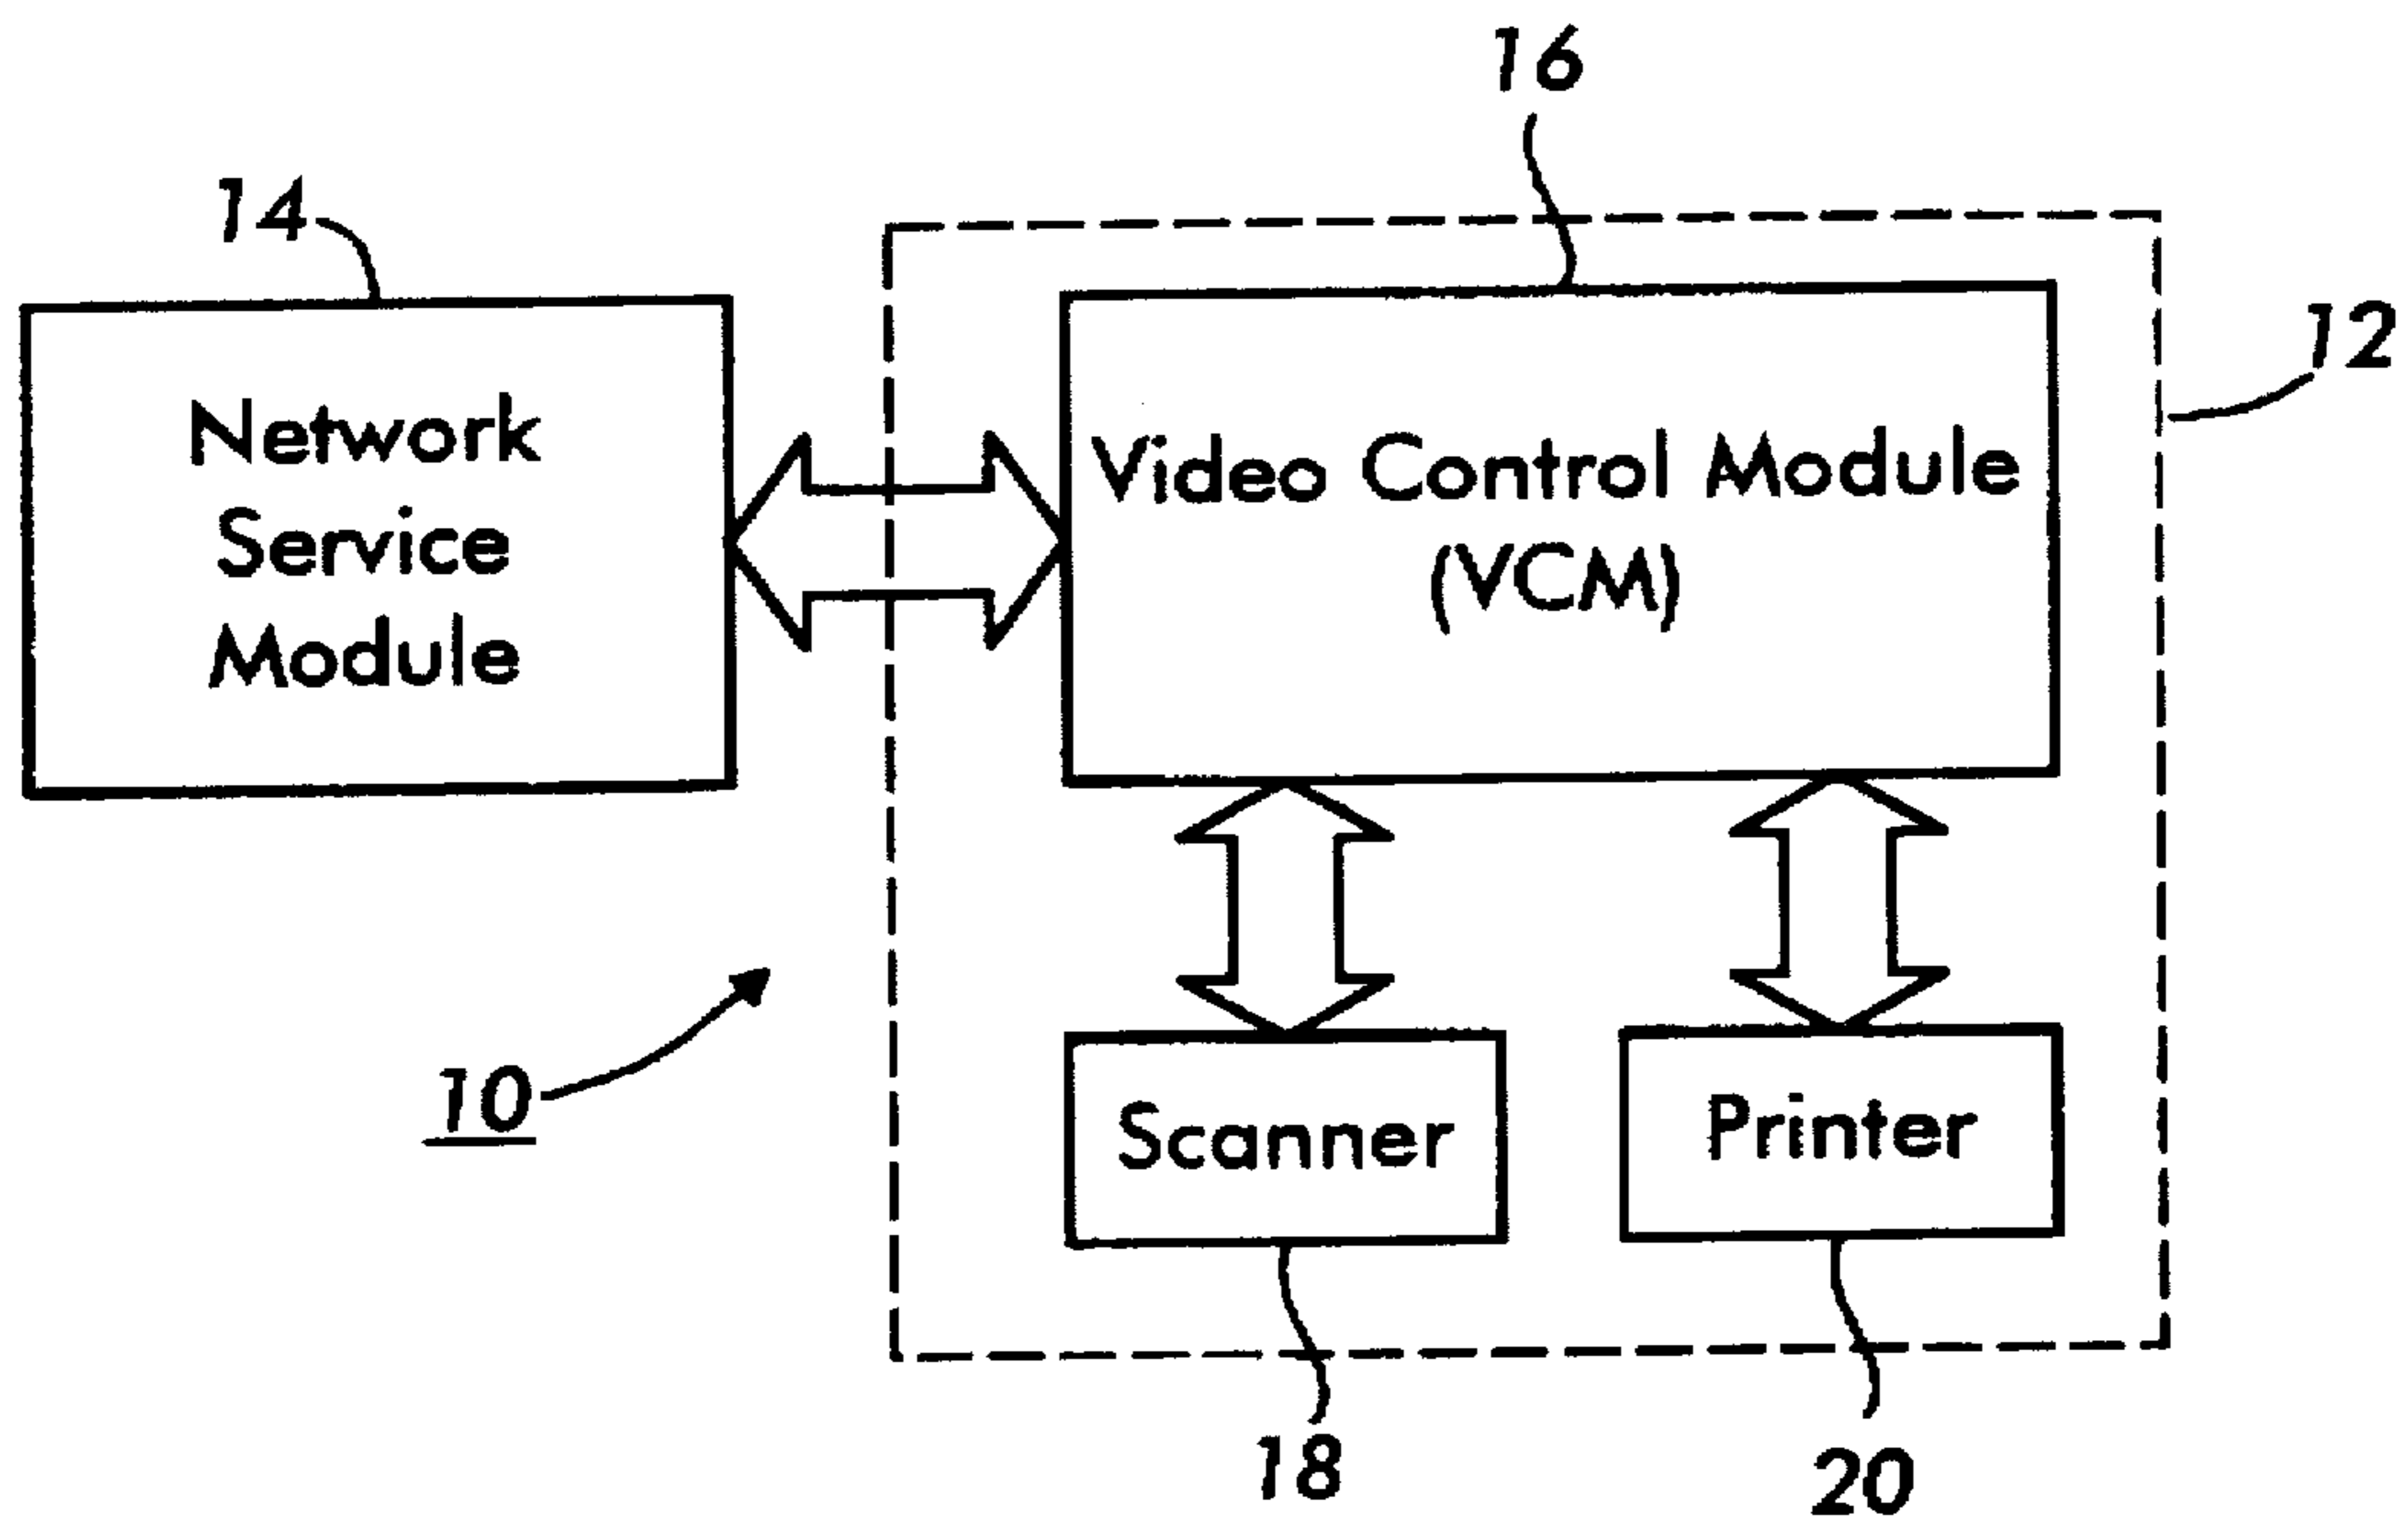 16
14
12
Network
Service
Module
Video Control Module
(VCM)
10
Scanner
Printer
18
20